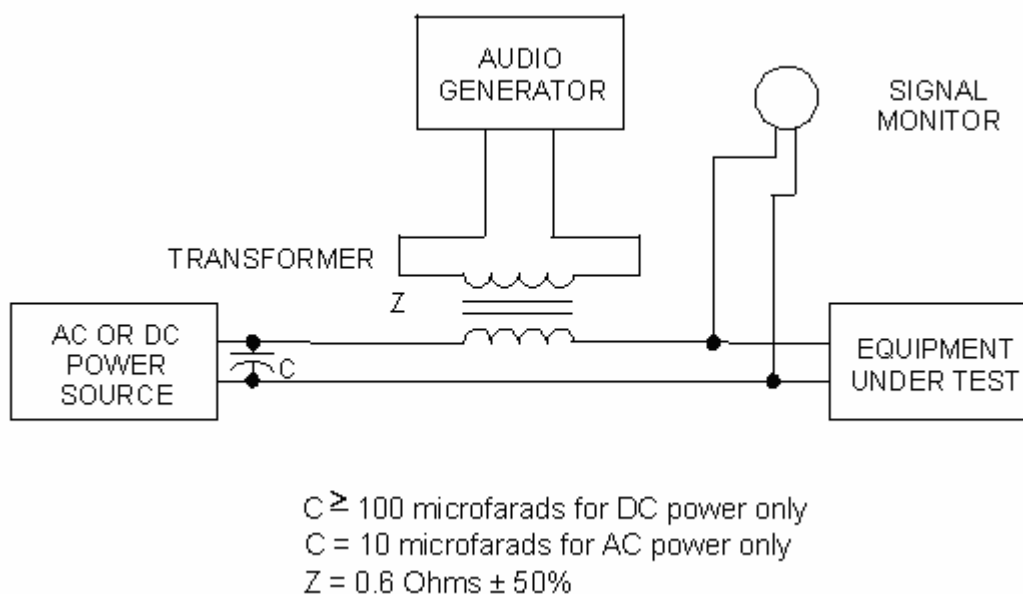 AUDIO
GENERATOR
SIGNAL
MONITOR
TRANSFORMER
Z
AC OR DC
POWER
SOURCE
C
EQUIPMENT
UNDER TEST
C ≥ 100 microfarads for DC power only
C = 10 microfarads for AC power only
Z = 0.6 Ohms ± 50%